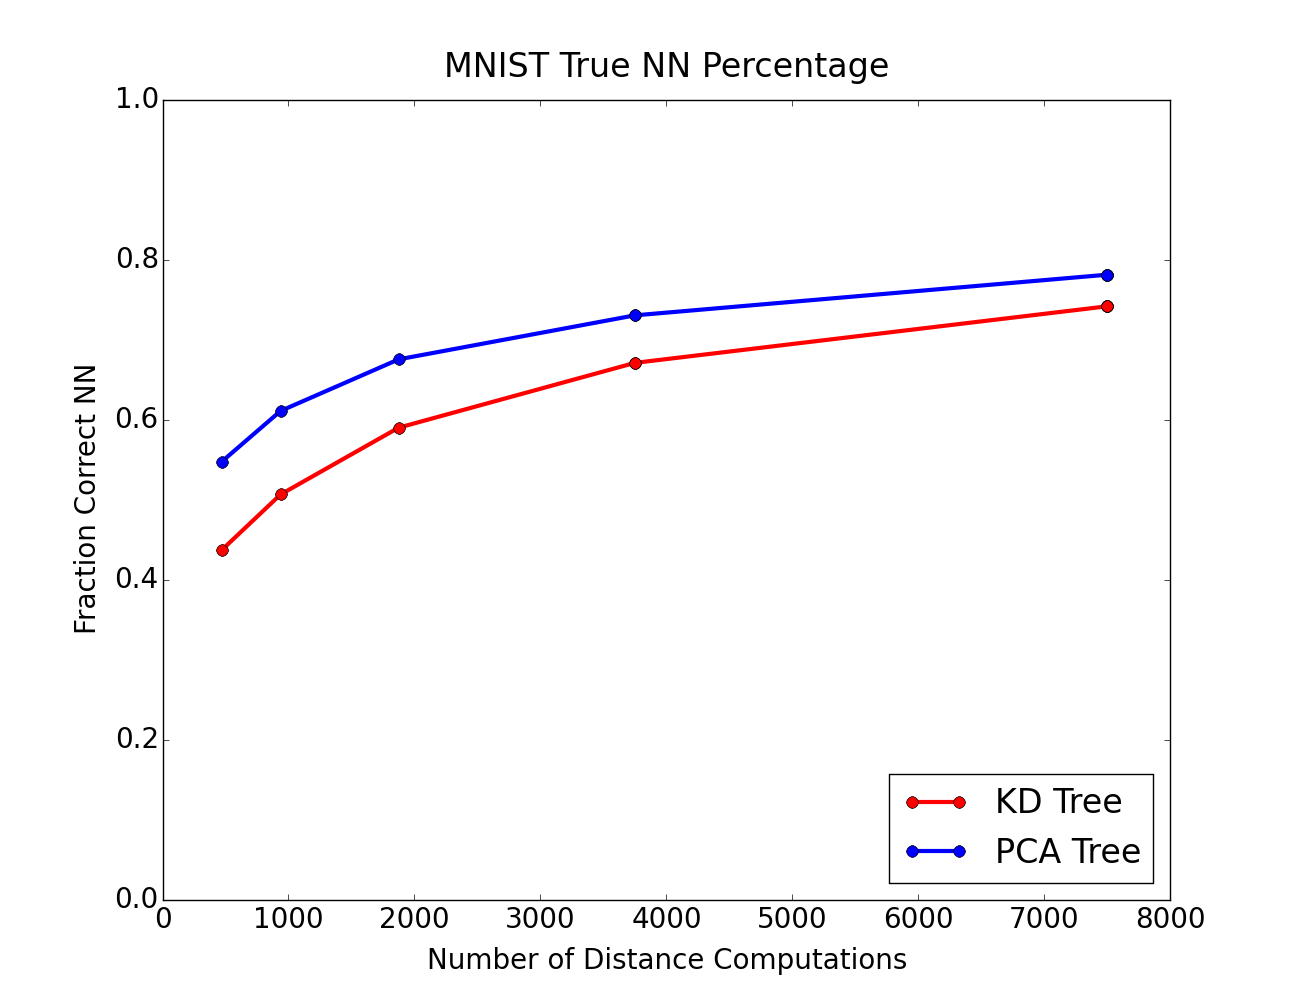 MNIST True NN Percentage
1.0
0.8
0.6
0.4
0.2
0.0
Fraction Correct NN
KD Tree
PCA Tree
0 1000 2000 3000 4000 5000 6000 7000 8000
Number of Distance Computations